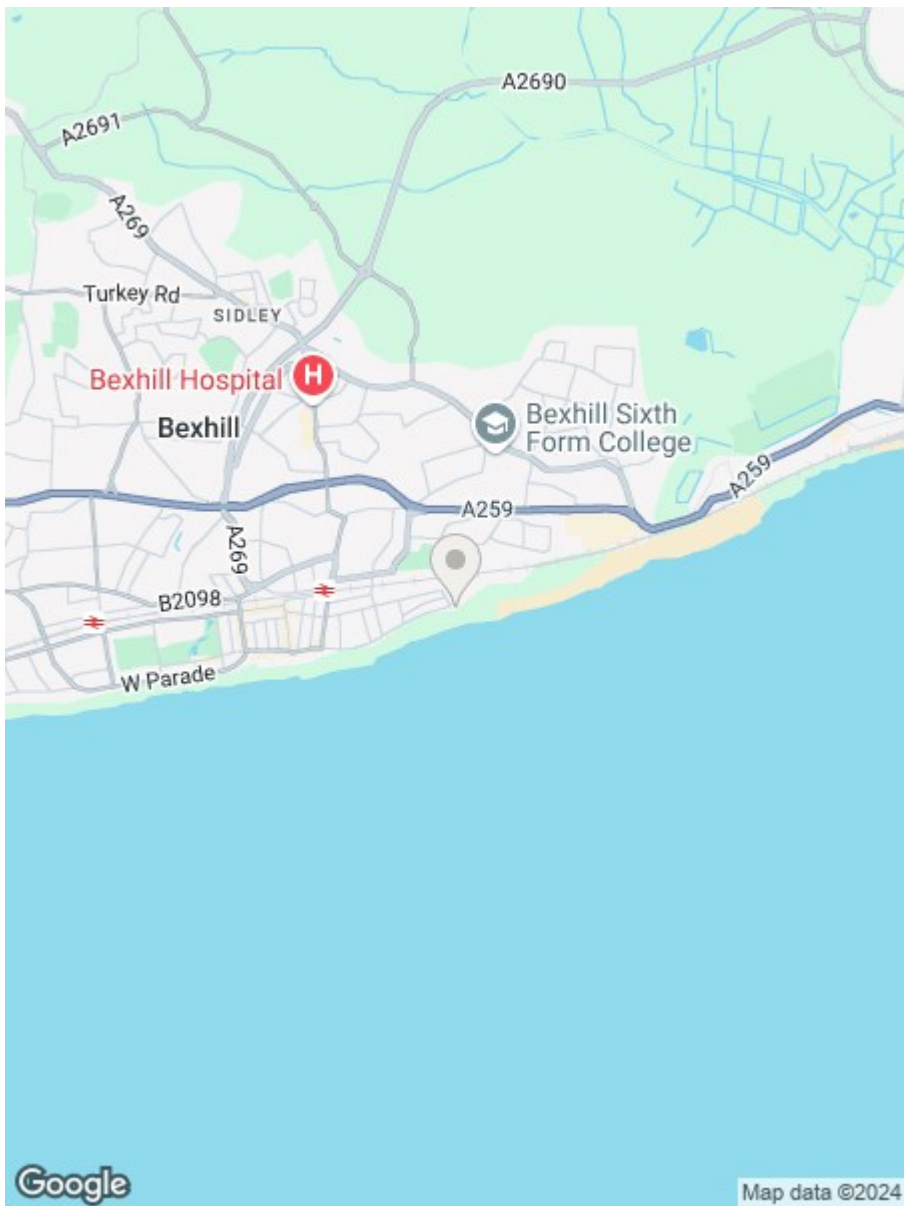 A2690
A2691
A269
Turkey Rd
SIDLEY
Bexhill Hospital
H
Bexhill
Bexhill Sixth
Form College
A259
A259
A269
B2098
W Parade
Google
Map data ©2024